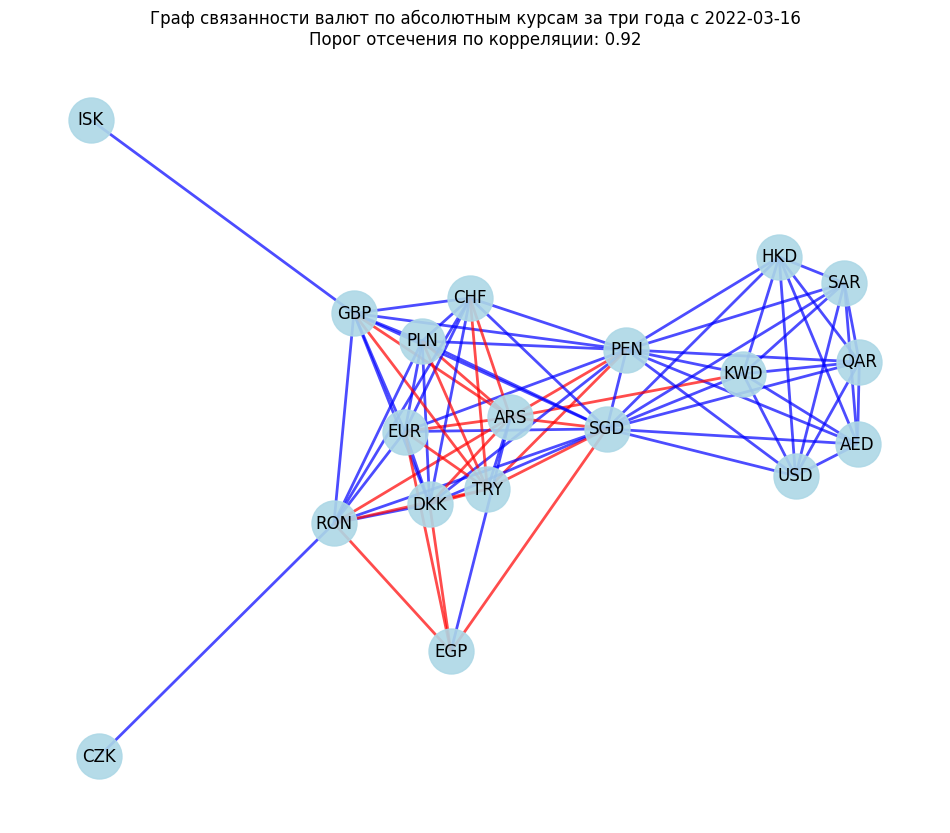 Граф связанности валют по абсолютным курсам за три года с 2022-03-16
Порог отсечения по корреляции: 0.92
ISK
HKD
SAR
CHF
GBP
PLN
PEN
QAR
KWD
ARS
SGD
EUR
AED
USD
TRY
DKK
RON
EGP
CZK